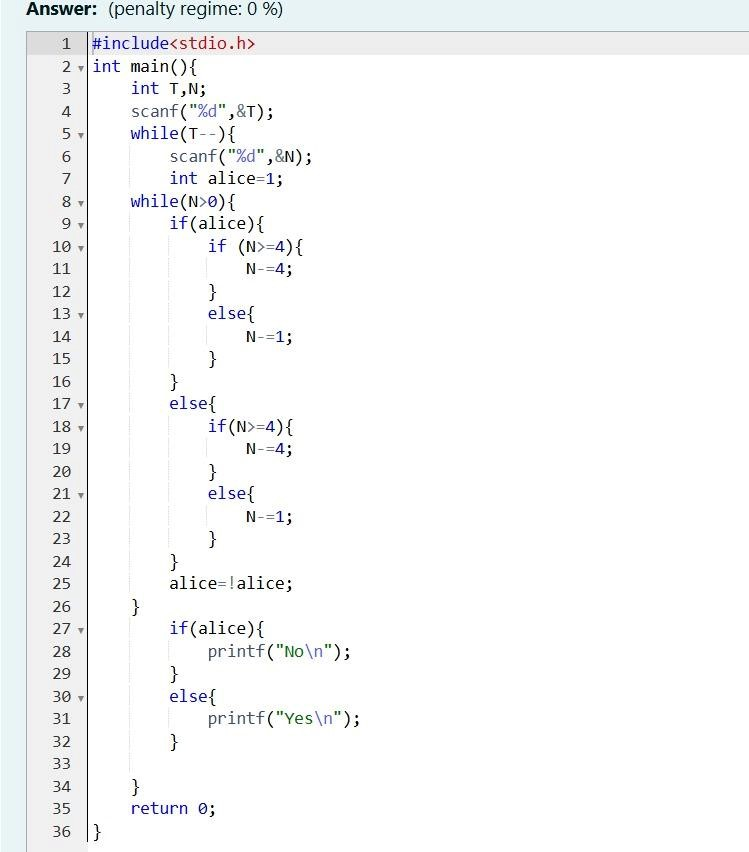 Answer: (penalty regime: 0 %)
1 #include<stdio.h>
2 int main(){
3     int T,N;
4     scanf("%d",&T);
5     while(T--){
6         scanf("%d",&N);
7         int alice=1;
8     while(N>0){
9         if(alice){
10             if (N>=4){
11                 N-=4;
12             }
13             else{
14                 N-=1;
15             }
16         }
17         else{
18             if(N>=4){
19                 N-=4;
20             }
21             else{
22                 N-=1;
23             }
24         }
25         alice=!alice;
26     }
27         if(alice){
28             printf("No\n");
29         }
30         else{
31             printf("Yes\n");
32         }
33
34     }
35     return 0;
36 }